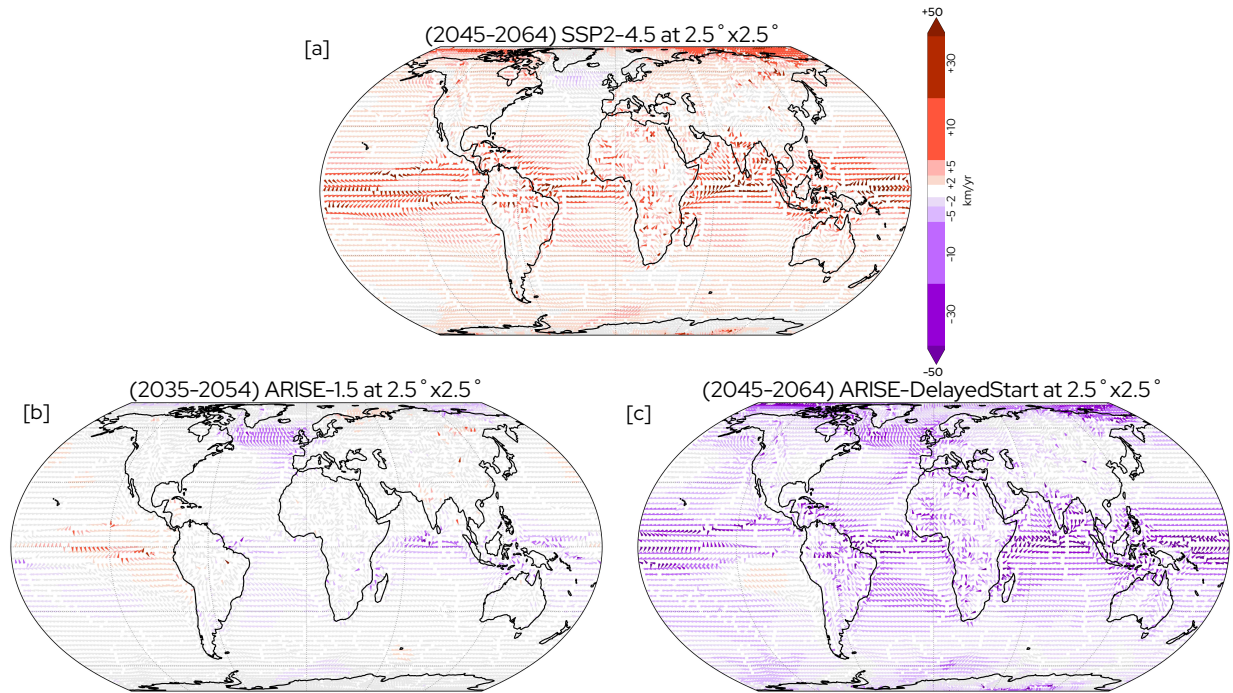 [a]
(2045-2064) SSP2-4.5 at 2.5°x2.5°
+50
+30
+10
+5
+2
-2
-5
-10
-30
-50
km/yr
[b]
(2035-2054) ARISE-1.5 at 2.5°x2.5°
[c]
(2045-2064) ARISE-DelayedStart at 2.5°x2.5°